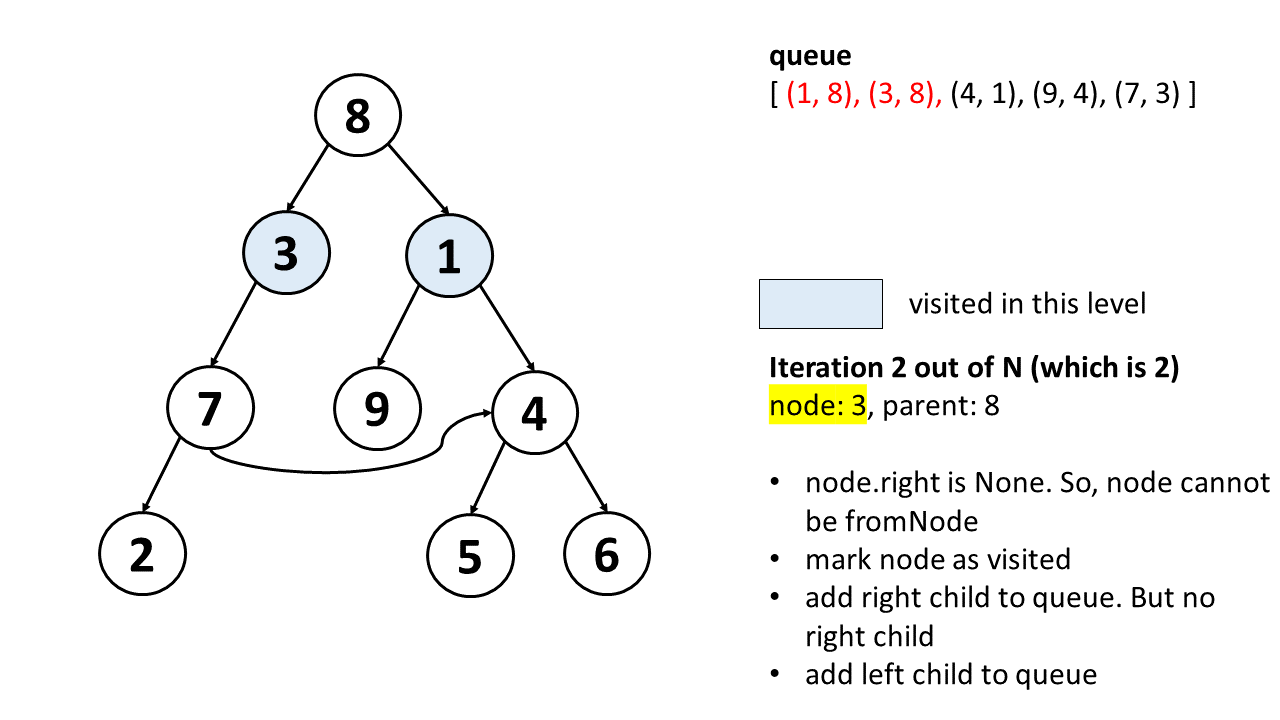 queue
[ (1, 8), (3, 8), (4, 1), (9, 4), (7, 3) ]
8
3
1
visited in this level
Iteration 2 out of N (which is 2)
node: 3, parent: 8
7
9
4
• node.right is None. So, node cannot
be fromNode
• mark node as visited
• add right child to queue. But no
right child
• add left child to queue
2
5
6